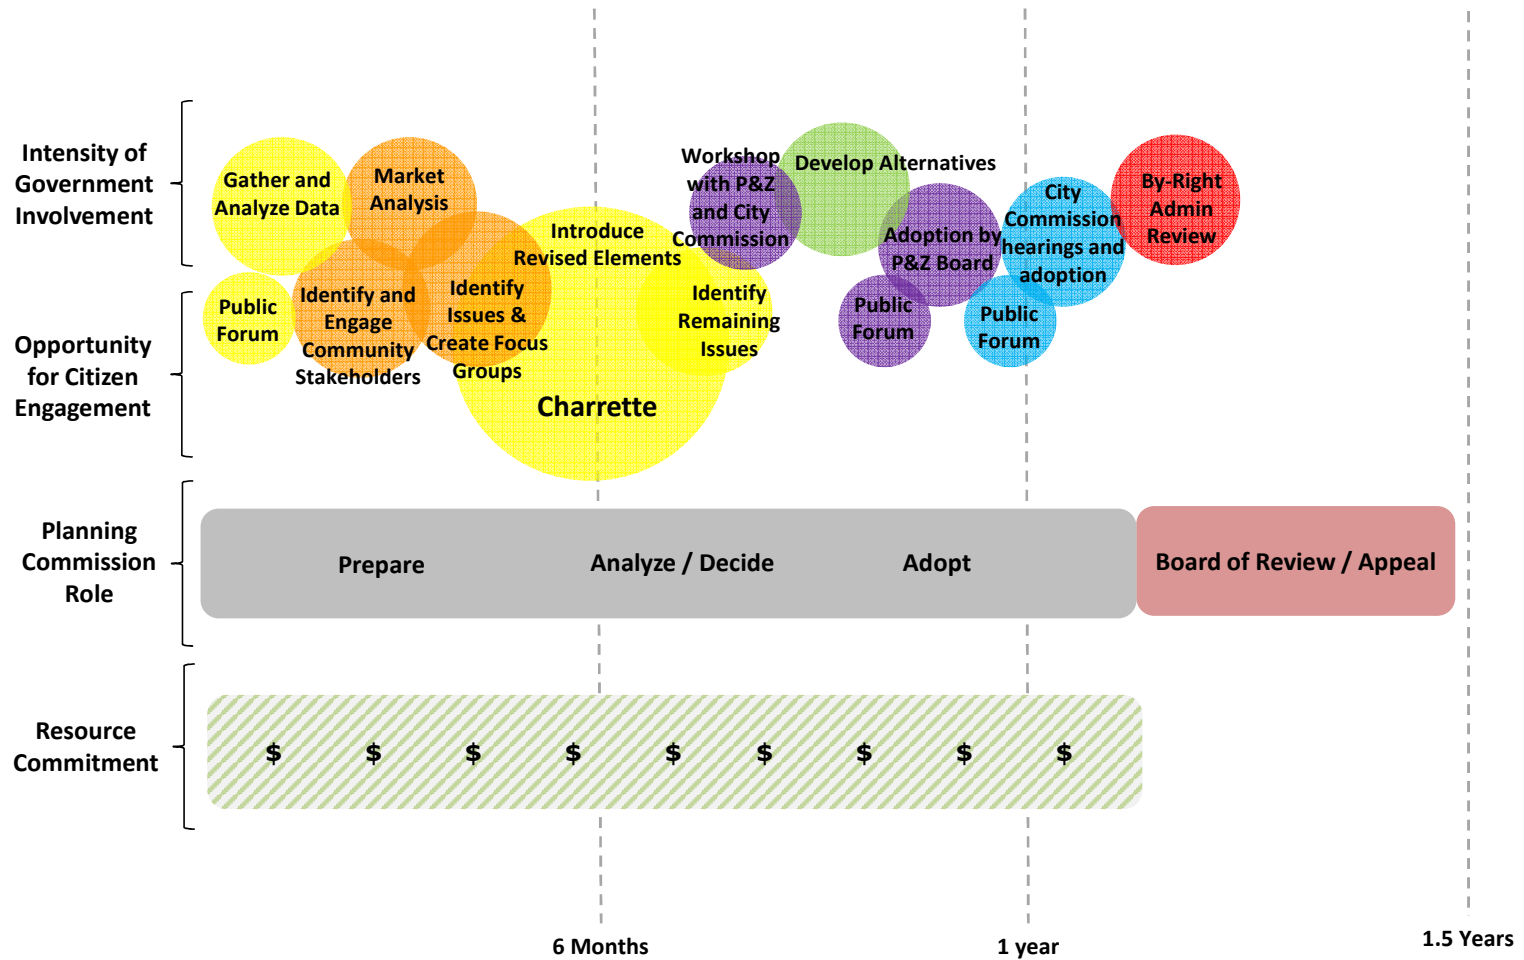 Intensity of
Government
Involvement
Gather and
Analyze Data
Market
Analysis
Introduce
Revised Elements
Workshop
with P&Z
and City
Commission
Develop Alternatives
Adoption by
P&Z Board
City
Commission
hearings and
adoption
By-Right
Admin
Review
Opportunity
for Citizen
Engagement
Public
Forum
Identify and
Engage
Community
Stakeholders
Identify
Issues &
Create Focus
Groups
Charrette
Identify
Remaining
Issues
Public
Forum
Public
Forum
Planning
Commission
Role
Prepare
Analyze / Decide
Adopt
Board of Review / Appeal
Resource
Commitment
$ $ $ $ $ $ $ $ $
6 Months
1 year
1.5 Years